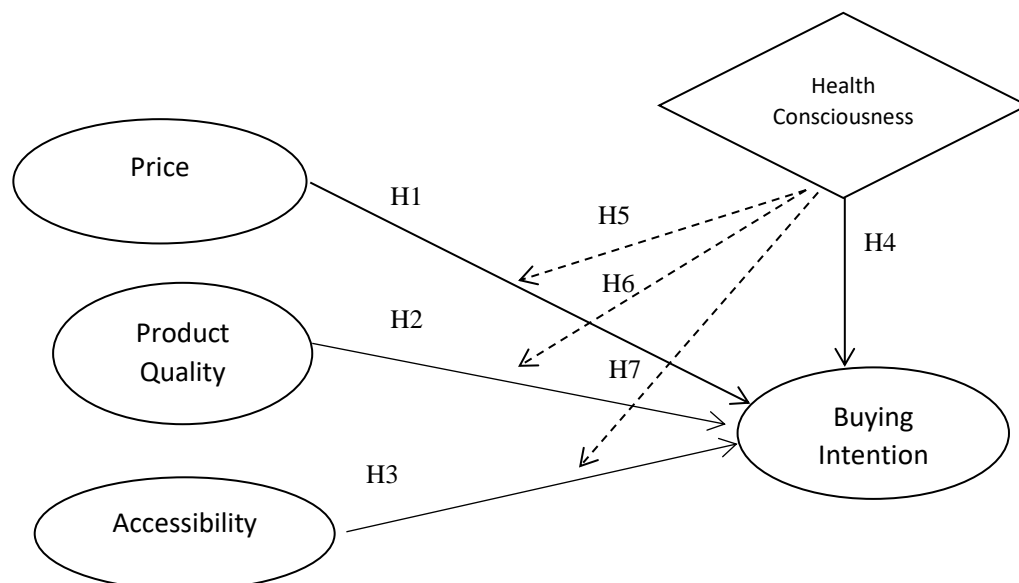 Health
Consciousness
Price
H1
H5
H4
H6
Product
Quality
H2
H7
Buying
Intention
H3
Accessibility